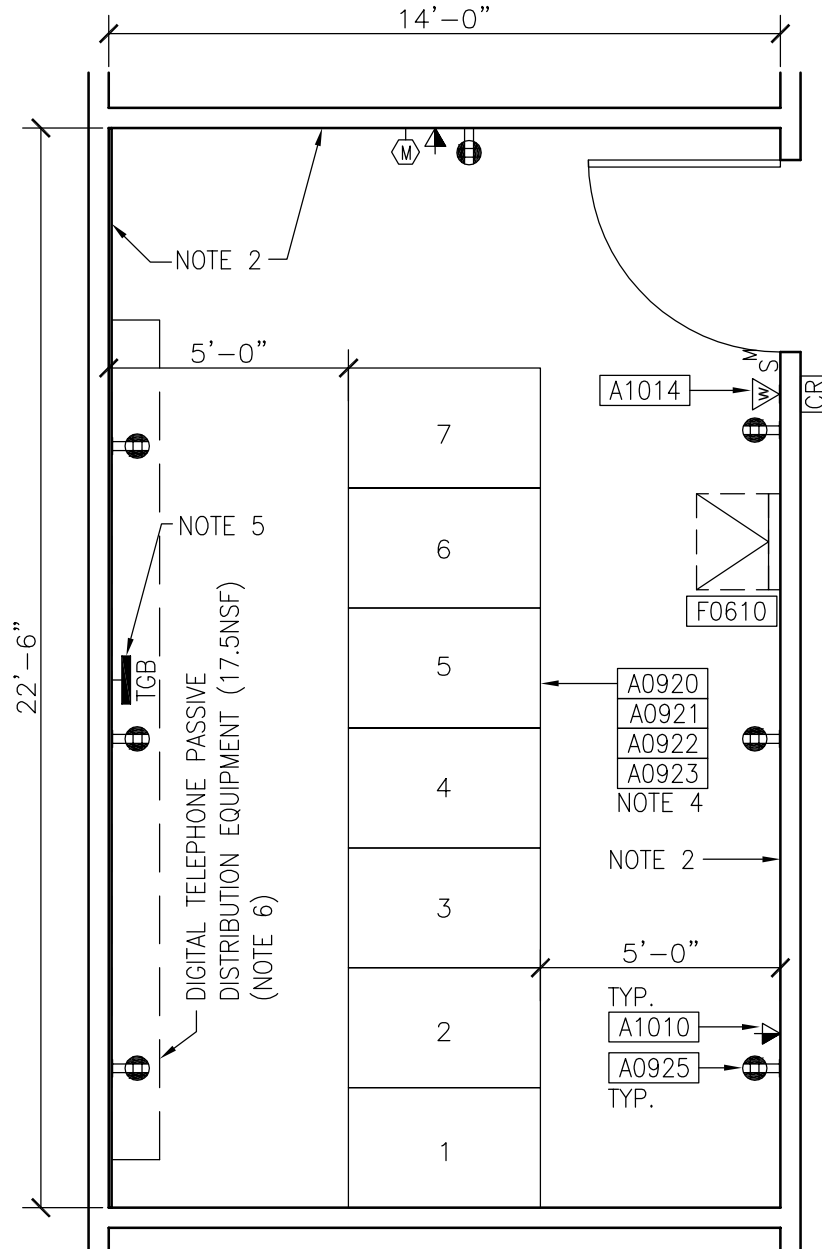 14'-0"
M
NOTE 2
5'-0"
M
S
A1014
W
CR
7
NOTE 5
6
F0610
22'-6"
TGB
DIGITAL TELEPHONE PASSIVE
DISTRIBUTION EQUIPMENT (17.5NSF)
(NOTE 6)
5
A0920
A0921
A0922
A0923
NOTE 4
4
NOTE 2
3
5'-0"
TYP.
A1010
2
A0925
TYP.
1